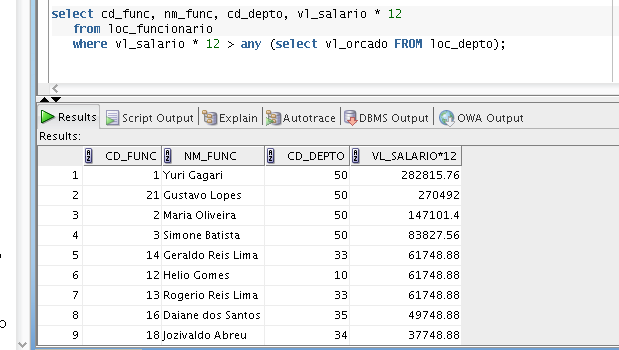 select cd_func, nm_func, cd_depto, vl_salario * 12
from loc_funcionario
where vl_salario * 12 > any (select vl_orcado FROM loc_depto);
Results Script Output Explain Autotrace DBMS Output OWA Output
Results:
CD_FUNC NM_FUNC CD_DEPTO VL_SALARIO*12
1 1 Yuri Gagari 50 282815.76
2 21 Gustavo Lopes 50 270492
3 2 Maria Oliveira 50 147101.4
4 3 Simone Batista 50 83827.56
5 14 Geraldo Reis Lima 33 61748.88
6 12 Helio Gomes 10 61748.88
7 13 Rogerio Reis Lima 33 61748.88
8 16 Daiane dos Santos 35 49748.88
9 18 Jozivaldo Abreu 34 37748.88